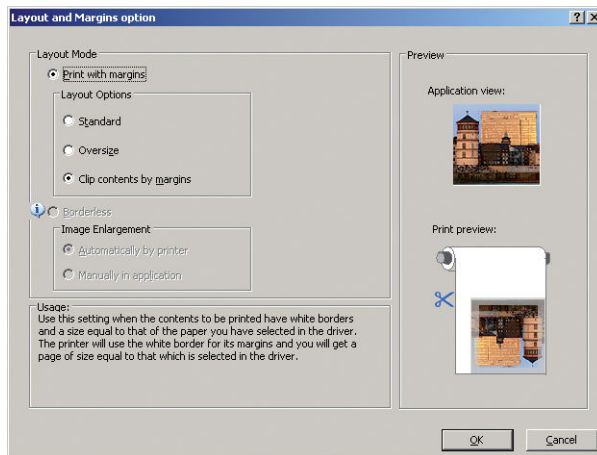 Layout and Margins option
Layout Mode
Print with margins
Layout Options
Standard
Oversize
Clip contents by margins
Borderless
Image Enlargement
Automatically by printer
Manually in application
Usage:
Use this setting when the contents to be printed have white borders
and a size equal to that of the paper you have selected in the driver.
The printer will use the white border for its margins and you will get a
page of size equal to that which is selected in the driver.
Preview
Application view:
Print preview:
OK
Cancel